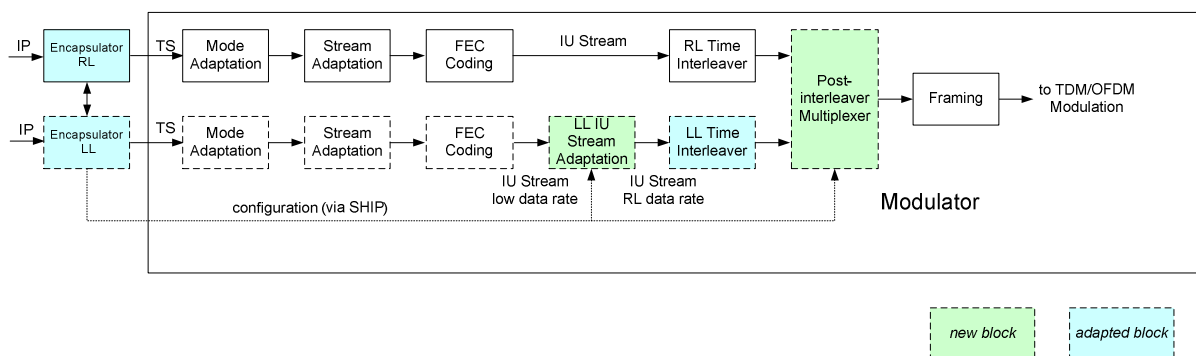 IP
Encapsulator
RL
TS
Mode
Adaptation
Stream
Adaptation
FEC
Coding
IU Stream
RL Time
Interleaver
Post-
interleaver
Multiplexer
Framing
to TDM/OFDM
Modulation
IP
Encapsulator
LL
TS
Mode
Adaptation
Stream
Adaptation
FEC
Coding
LL IU
Stream
Adaptation
LL Time
Interleaver
IU Stream
low data rate
IU Stream
RL data rate
configuration (via SHIP)
Modulator
new block
adapted block